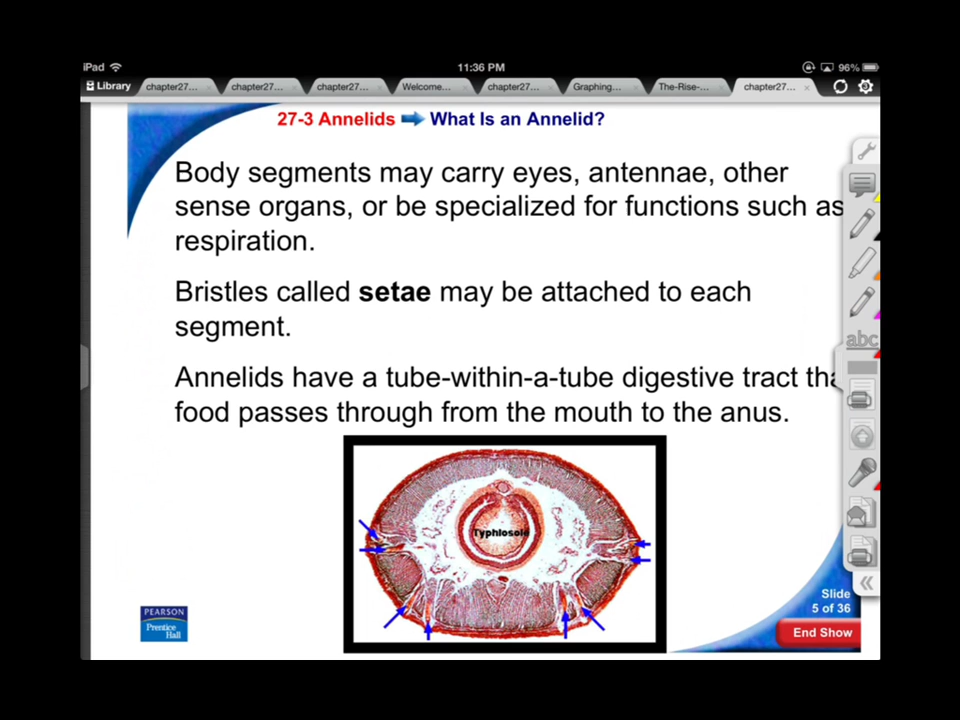 iPad
11:36 PM
96%
Library
chapter27...
chapter27...
chapter27...
Welcome...
chapter27...
Graphing...
The-Rise-...
chapter27...
27-3 Annelids What Is an Annelid?
Body segments may carry eyes, antennae, other
sense organs, or be specialized for functions such as
respiration.
Bristles called setae may be attached to each
segment.
Annelids have a tube-within-a-tube digestive tract tha
food passes through from the mouth to the anus.
abc
Typhlosole
Slide
5 of 36
End Show
PEARSON
Prentice
Hall